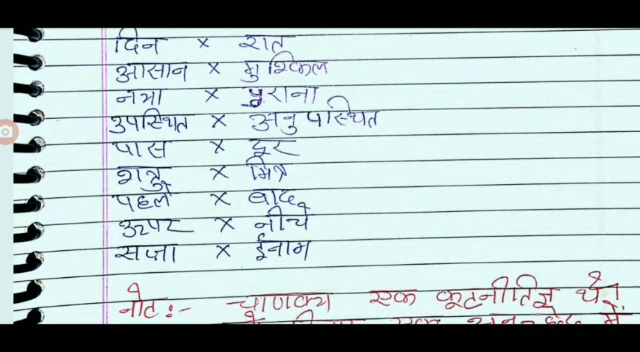 दिन × रात
आसान × मुश्किल
नया × पुराना
उपस्थित × अनुपस्थित
पास × दूर
शत्रु × मित्र
पहले × बाद
ऊपर × नीचे
सज़ा × ईनाम
नोट :- चाणक्य एक कूटनीतिज्ञ थे।